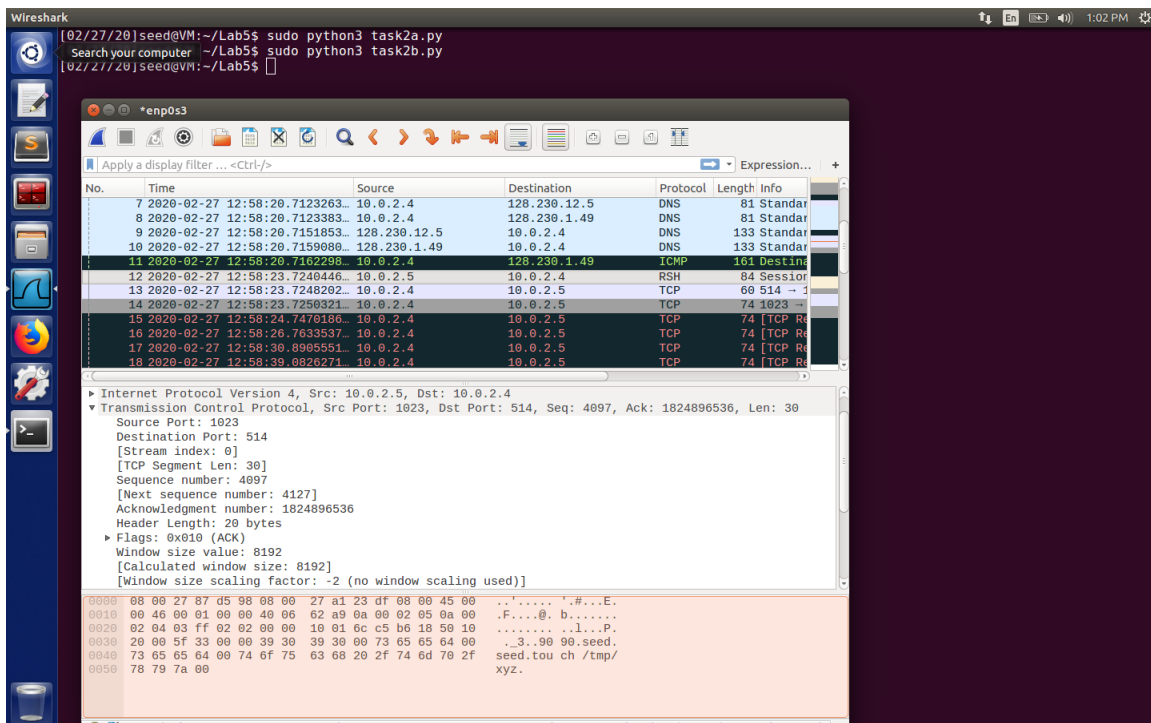 Wireshark En 1:02 PM
[02/27/20]seed@VM:~/Lab5$ sudo python3 task2a.py
Search your computer ~/Lab5$ sudo python3 task2b.py
[02/27/20]seed@VM:~/Lab5$
*enp0s3
Apply a display filter … <Ctrl-/> Expression… +
No. Time Source Destination Protocol Length Info
7 2020-02-27 12:58:20.7123263… 10.0.2.4 128.230.12.5 DNS 81 Standar
8 2020-02-27 12:58:20.7123383… 10.0.2.4 128.230.1.49 DNS 81 Standar
9 2020-02-27 12:58:20.7151853… 128.230.12.5 10.0.2.4 DNS 133 Standar
10 2020-02-27 12:58:20.7159080… 128.230.1.49 10.0.2.4 DNS 133 Standar
11 2020-02-27 12:58:20.7162298… 10.0.2.4 128.230.1.49 ICMP 161 Destina
12 2020-02-27 12:58:23.7240446… 10.0.2.5 10.0.2.4 RSH 84 Session
13 2020-02-27 12:58:23.7248202… 10.0.2.4 10.0.2.5 TCP 60 514 → 1
14 2020-02-27 12:58:23.7250321… 10.0.2.4 10.0.2.5 TCP 74 1023 →
15 2020-02-27 12:58:24.7470186… 10.0.2.4 10.0.2.5 TCP 74 [TCP Re
16 2020-02-27 12:58:26.7633537… 10.0.2.4 10.0.2.5 TCP 74 [TCP Re
17 2020-02-27 12:58:30.8905551… 10.0.2.4 10.0.2.5 TCP 74 [TCP Re
18 2020-02-27 12:58:39.0826271… 10.0.2.4 10.0.2.5 TCP 74 [TCP Re
Internet Protocol Version 4, Src: 10.0.2.5, Dst: 10.0.2.4
Transmission Control Protocol, Src Port: 1023, Dst Port: 514, Seq: 4097, Ack: 1824896536, Len: 30
Source Port: 1023
Destination Port: 514
[Stream index: 0]
[TCP Segment Len: 30]
Sequence number: 4097
[Next sequence number: 4127]
Acknowledgment number: 1824896536
Header Length: 20 bytes
Flags: 0x010 (ACK)
Window size value: 8192
[Calculated window size: 8192]
[Window size scaling factor: -2 (no window scaling used)]
0000 08 00 27 87 d5 98 08 00 27 a1 23 df 08 00 45 00 ..'..... '.#...E.
0010 00 46 00 01 00 00 40 06 62 a9 0a 00 02 05 0a 00 .F....@. b.......
0020 02 04 03 ff 02 02 00 00 10 01 6c c5 b6 18 50 10 ........ ..l...P.
0030 20 00 5f 33 00 00 39 30 39 30 00 73 65 65 64 00 ._3..90 90.seed.
0040 73 65 65 64 00 74 6f 75 63 68 20 2f 74 6d 70 2f seed.tou ch /tmp/
0050 78 79 7a 00 xyz.